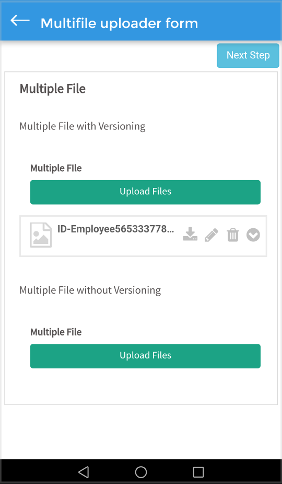 Multifile uploader form
Next Step
Multiple File
Multiple File with Versioning
Multiple File
Upload Files
ID-Employee565333778...
Multiple File without Versioning
Multiple File
Upload Files